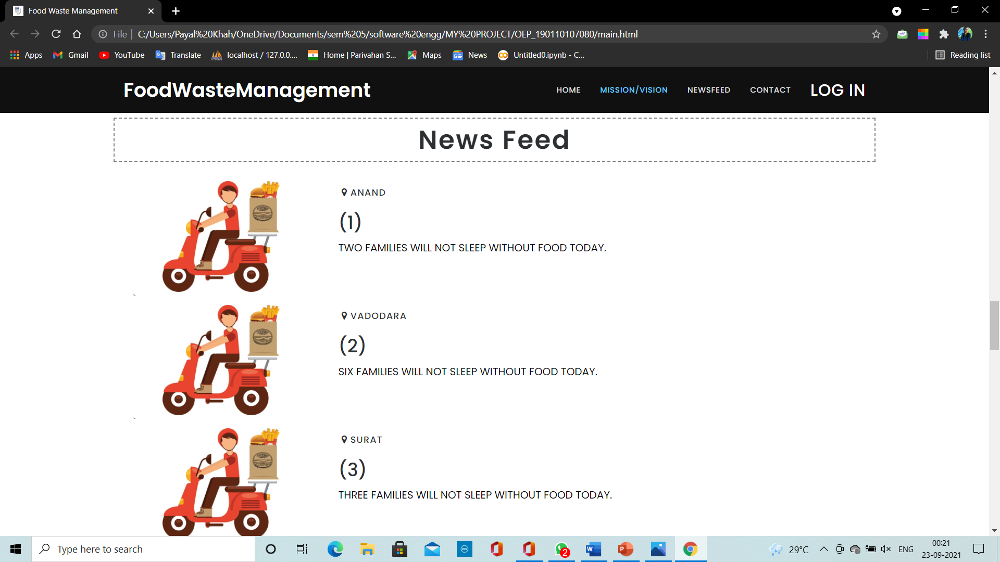 Food Waste Management
File | C:/Users/Payal%20Khah/OneDrive/Documents/sem%205/software%20engg/MY%20PROJECT/OEP_190110107080/main.html
Apps Gmail YouTube Translate localhost / 127.0.0.... Home | Parivahan S... Maps News Untitled0.ipynb - C... Reading list
FoodWasteManagement HOME MISSION/VISION NEWSFEED CONTACT LOG IN
News Feed
ANAND
(1)
TWO FAMILIES WILL NOT SLEEP WITHOUT FOOD TODAY.
VADODARA
(2)
SIX FAMILIES WILL NOT SLEEP WITHOUT FOOD TODAY.
SURAT
(3)
THREE FAMILIES WILL NOT SLEEP WITHOUT FOOD TODAY.
Type here to search 2 29°C ENG 00:21
23-09-2021